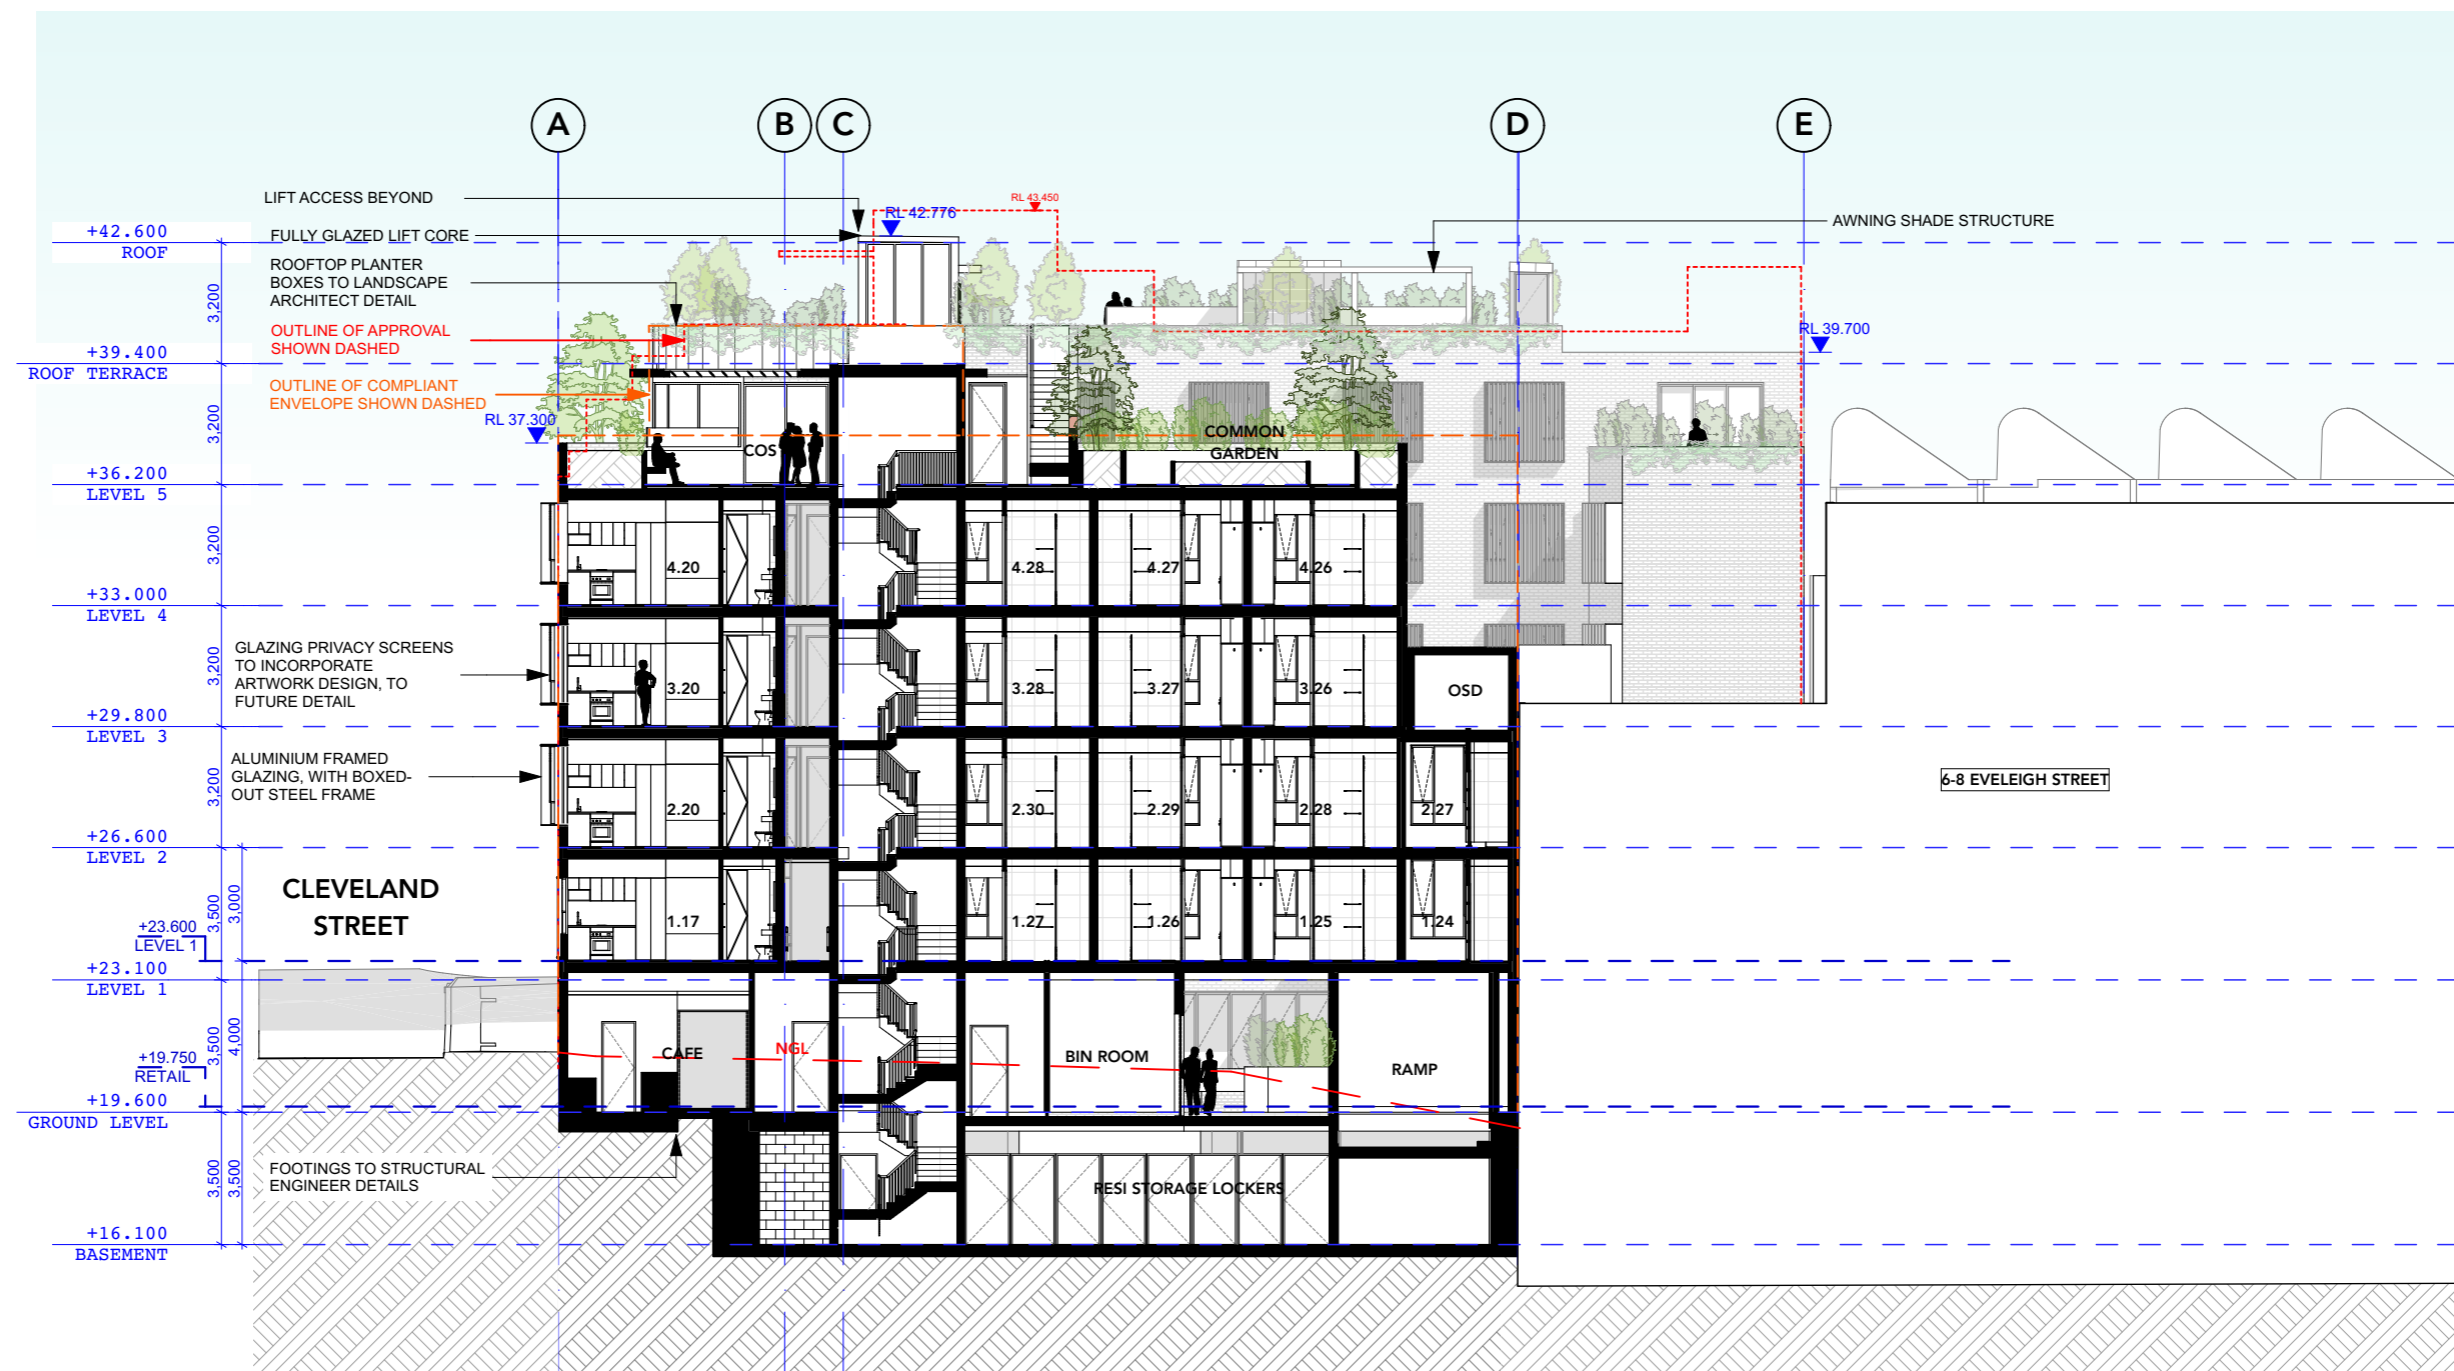 A
B
C
D
E
LIFT ACCESS BEYOND
RL 43.450
RL 42.776
AWNING SHADE STRUCTURE
+42.600
ROOF
FULLY GLAZED LIFT CORE
ROOFTOP PLANTER
BOXES TO LANDSCAPE
ARCHITECT DETAIL
3,200
OUTLINE OF APPROVAL
SHOWN DASHED
RL 39.700
+39.400
ROOF TERRACE
OUTLINE OF COMPLIANT
ENVELOPE SHOWN DASHED
3,200
RL 37.300
COS
COMMON
GARDEN
+36.200
LEVEL 5
3,200
4.20
4.28
4.27
4.26
+33.000
LEVEL 4
GLAZING PRIVACY SCREENS
TO INCORPORATE
ARTWORK DESIGN, TO
FUTURE DETAIL
3,200
3.20
3.28
3.27
3.26
OSD
+29.800
LEVEL 3
ALUMINIUM FRAMED
GLAZING, WITH BOXED-
OUT STEEL FRAME
3,200
2.20
2.30
2.29
2.28
2.27
6-8 EVELEIGH STREET
+26.600
LEVEL 2
CLEVELAND
STREET
3,500
3,000
1.17
1.27
1.26
1.25
1.24
+23.600
LEVEL 1
+23.100
LEVEL 1
3,500
4,000
CAFE
NGL
BIN ROOM
RAMP
+19.750
RETAIL
+19.600
GROUND LEVEL
FOOTINGS TO STRUCTURAL
ENGINEER DETAILS
3,500
3,500
RESI STORAGE LOCKERS
+16.100
BASEMENT